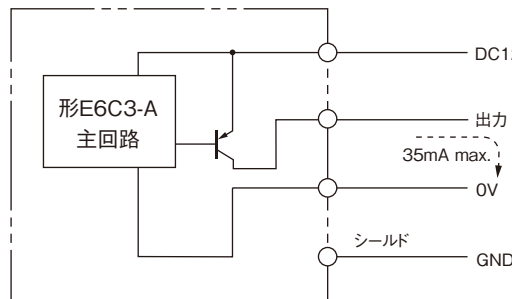 形E6C3-A
主回路
DC12
出力
35mA max.
0V
シールド
GND